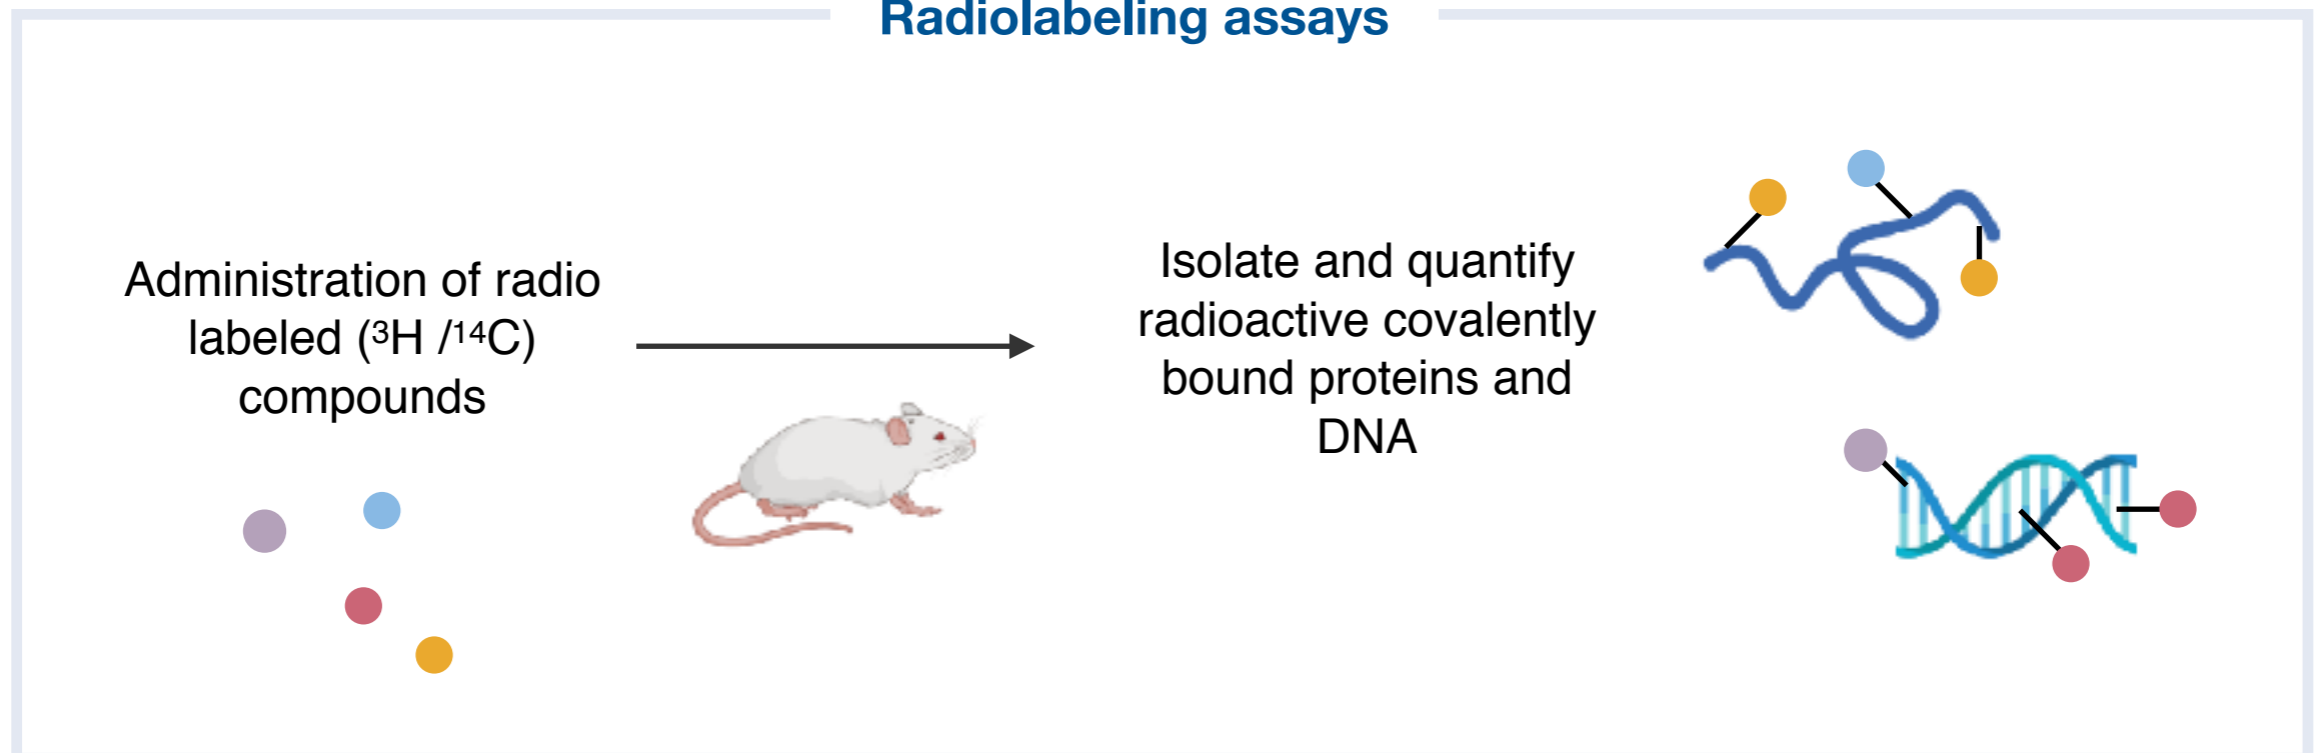 Radiolabeling assays
Administration of radio
labeled (³H /¹⁴C)
compounds
Isolate and quantify
radioactive covalently
bound proteins and
DNA